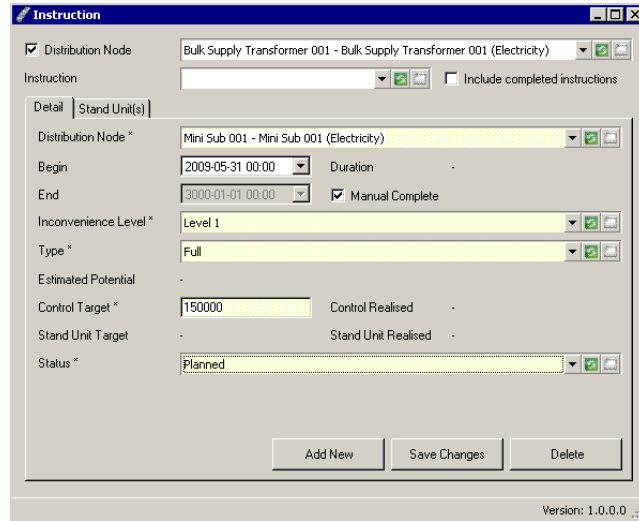 Instruction
Distribution Node Bulk Supply Transformer 001 - Bulk Supply Transformer 001 (Electricity)
Instruction Include completed instructions
Detail Stand Unit(s)
Distribution Node * Mini Sub 001 - Mini Sub 001 (Electricity)
Begin 2009-05-31 00:00 Duration -
End 3000-01-01 00:00 Manual Complete
Inconvenience Level * Level 1
Type * Full
Estimated Potential -
Control Target * 150000 Control Realised -
Stand Unit Target - Stand Unit Realised -
Status * Planned
Add New Save Changes Delete
Version: 1.0.0.0